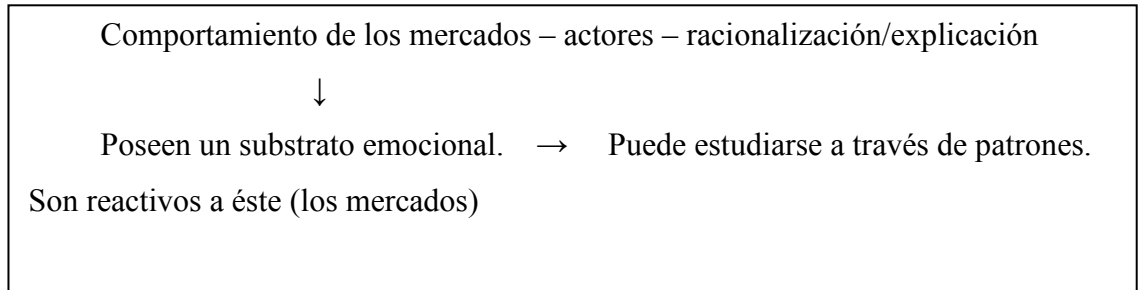 Comportamiento de los mercados – actores – racionalización/explicación
↓
Poseen un substrato emocional. → Puede estudiarse a través de patrones.
Son reactivos a éste (los mercados)